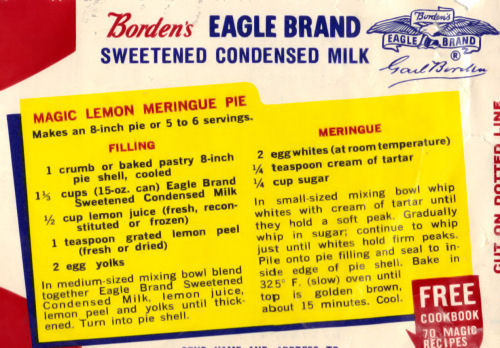 Borden's EAGLE BRAND
SWEETENED CONDENSED MILK
Borden's
EAGLE BRAND
®
Gail Borden
MAGIC LEMON MERINGUE PIE
Makes an 8-inch pie or 5 to 6 servings.
FILLING
1 crumb or baked pastry 8-inch
pie shell, cooled
1⅓ cups (15-oz. can) Eagle Brand
Sweetened Condensed Milk
½ cup lemon juice (fresh, recon-
stituted or frozen)
1 teaspoon grated lemon peel
(fresh or dried)
2 egg yolks
In medium-sized mixing bowl blend
together Eagle Brand Sweetened
Condensed Milk, lemon juice,
lemon peel and yolks until thick-
ened. Turn into pie shell.
MERINGUE
2 egg whites (at room temperature)
¼ teaspoon cream of tartar
¼ cup sugar
In small-sized mixing bowl whip
whites with cream of tartar until
they hold a soft peak. Gradually
whip in sugar; continue to whip
just until whites hold firm peaks.
Pile onto pie filling and seal to in-
side edge of pie shell. Bake in
325° F. (slow) oven until
top is golden brown,
about 15 minutes. Cool.
FREE
COOKBOOK
70 MAGIC
RECIPES
CUT ON DOTTED LINE
SEND NAME AND ADDRESS TO